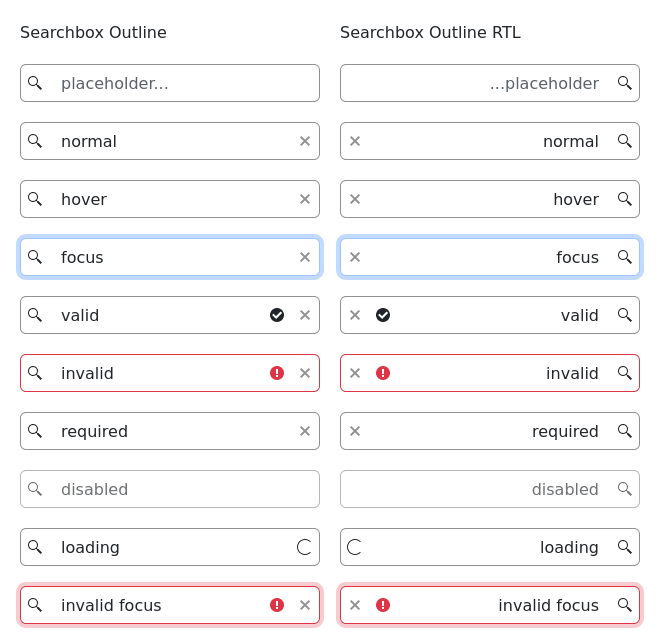 Searchbox Outline
placeholder...
normal
hover
focus
valid
invalid
required
disabled
loading
invalid focus
Searchbox Outline RTL
...placeholder
normal
hover
focus
valid
invalid
required
disabled
loading
invalid focus